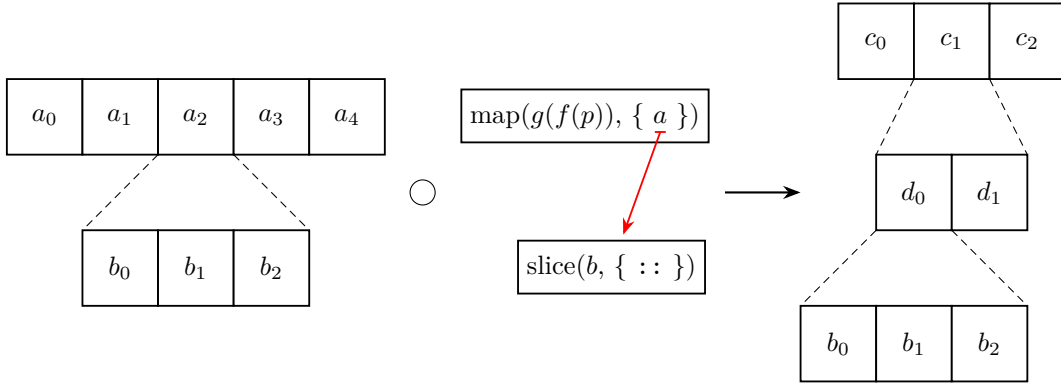 c₀ c₁ c₂
a₀ a₁ a₂ a₃ a₄
map(g(f(p)), { a })
d₀ d₁
b₀ b₁ b₂
slice(b, { : : })
b₀ b₁ b₂